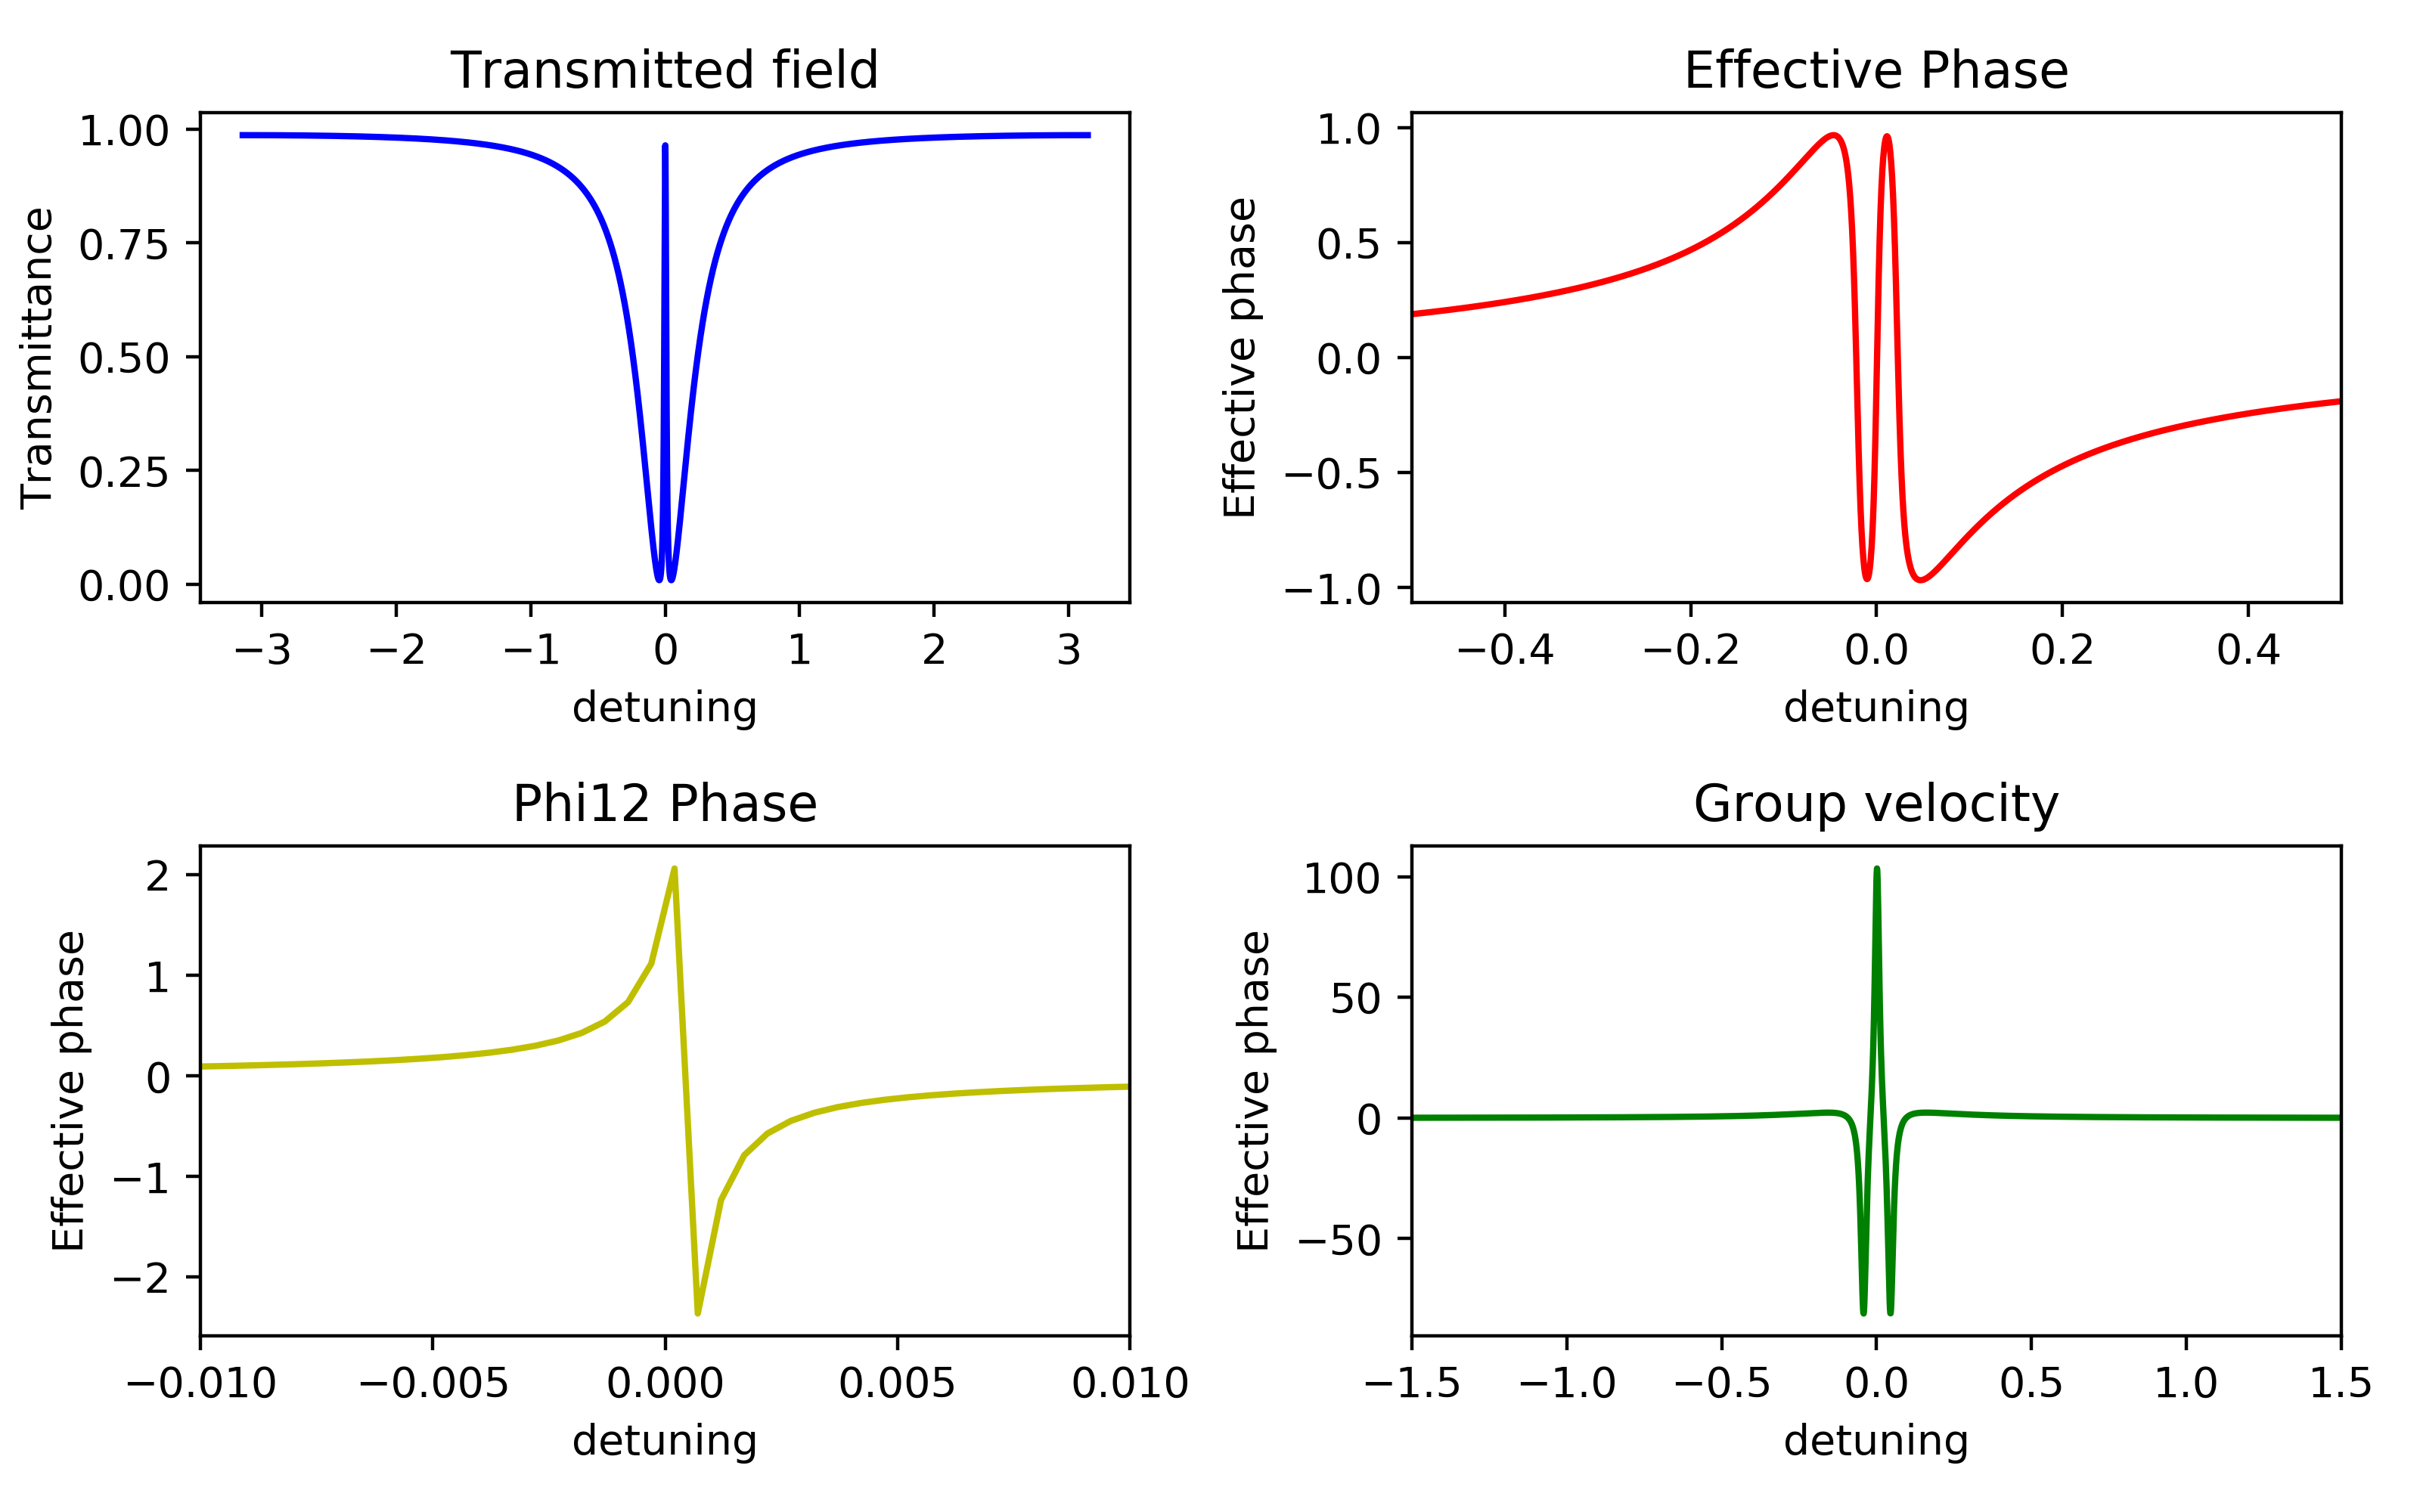 Transmitted field
Transmittance
1.00
0.75
0.50
0.25
0.00
−3 −2 −1 0 1 2 3
detuning
Effective Phase
Effective phase
1.0
0.5
0.0
−0.5
−1.0
−0.4 −0.2 0.0 0.2 0.4
detuning
Phi12 Phase
Effective phase
2
1
0
−1
−2
−0.010 −0.005 0.000 0.005 0.010
detuning
Group velocity
Effective phase
100
50
0
−50
−1.5 −1.0 −0.5 0.0 0.5 1.0 1.5
detuning